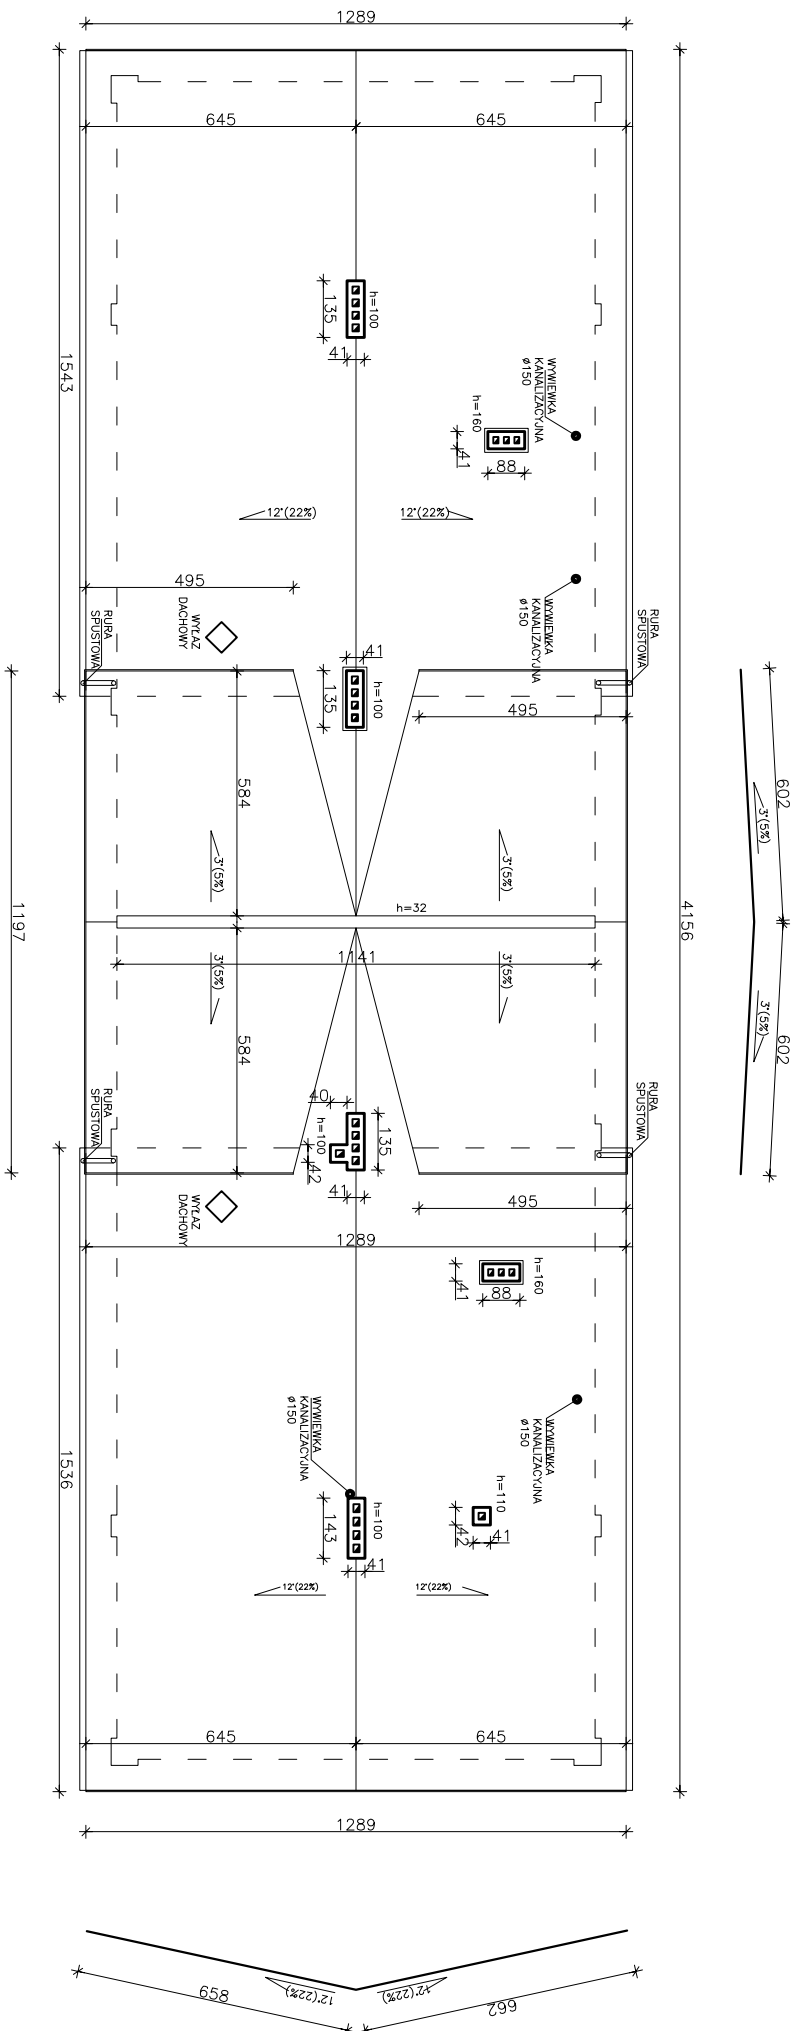 1289
645
645
h=100
135
41
1543
WYWIEWKA
KANALIZACYJNA
ø150
h=160
41
88
12°(22%)
12°(22%)
495
WYŁAZ
DACHOWY
WYWIEWKA
KANALIZACYJNA
ø150
RURA
SPUSTOWA
RURA
SPUSTOWA
41
h=100
135
495
602
584
3°(5%)
3°(5%)
3°(5%)
h=32
1197
4156
1141
3°(5%)
3°(5%)
3°(5%)
584
602
RURA
SPUSTOWA
RURA
SPUSTOWA
40
h=100
135
42
41
WYŁAZ
DACHOWY
495
1289
h=160
41
88
WYWIEWKA
KANALIZACYJNA
ø150
WYWIEWKA
KANALIZACYJNA
ø150
1536
h=110
42
41
h=100
143
41
12°(22%)
12°(22%)
645
645
1289
12°(22%)
12°(22%)
658
662